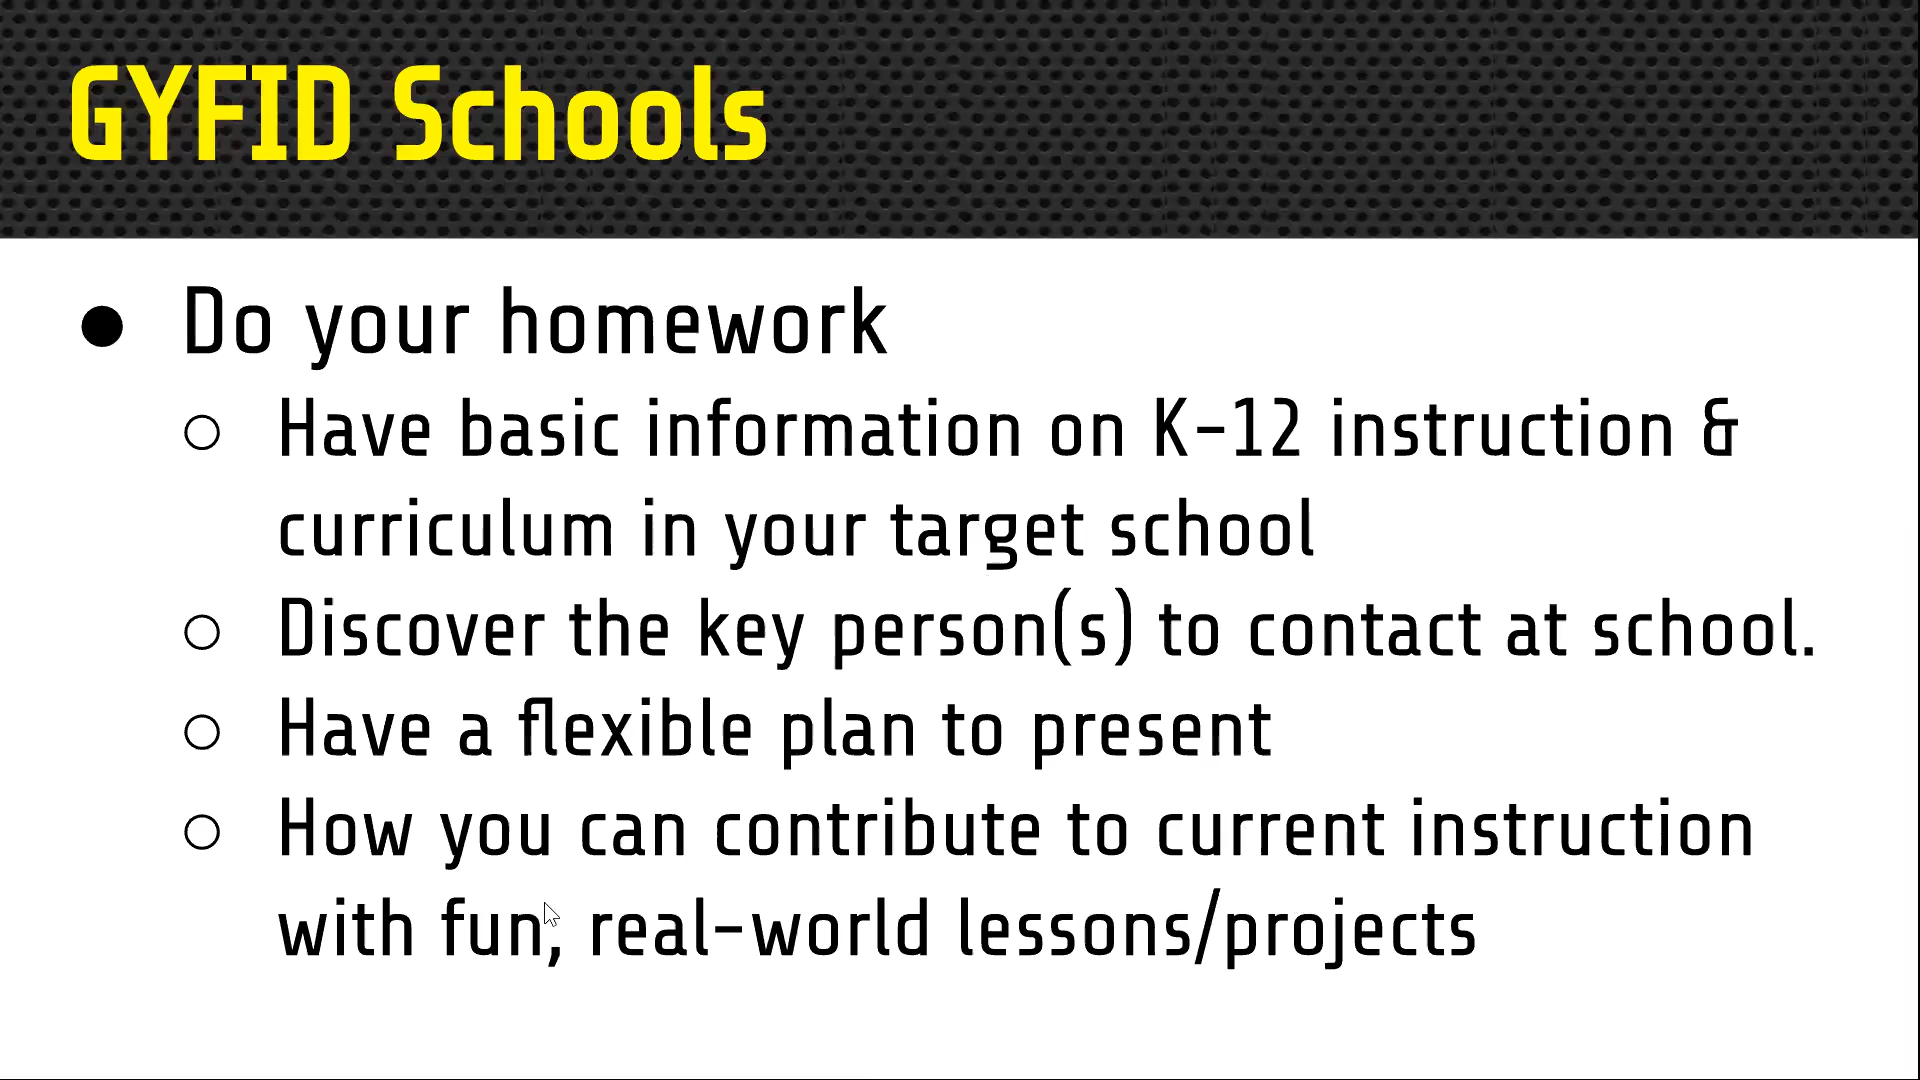 GYFID Schools
● Do your homework
○ Have basic information on K-12 instruction &
curriculum in your target school
○ Discover the key person(s) to contact at school.
○ Have a flexible plan to present
○ How you can contribute to current instruction
with fun, real-world lessons/projects